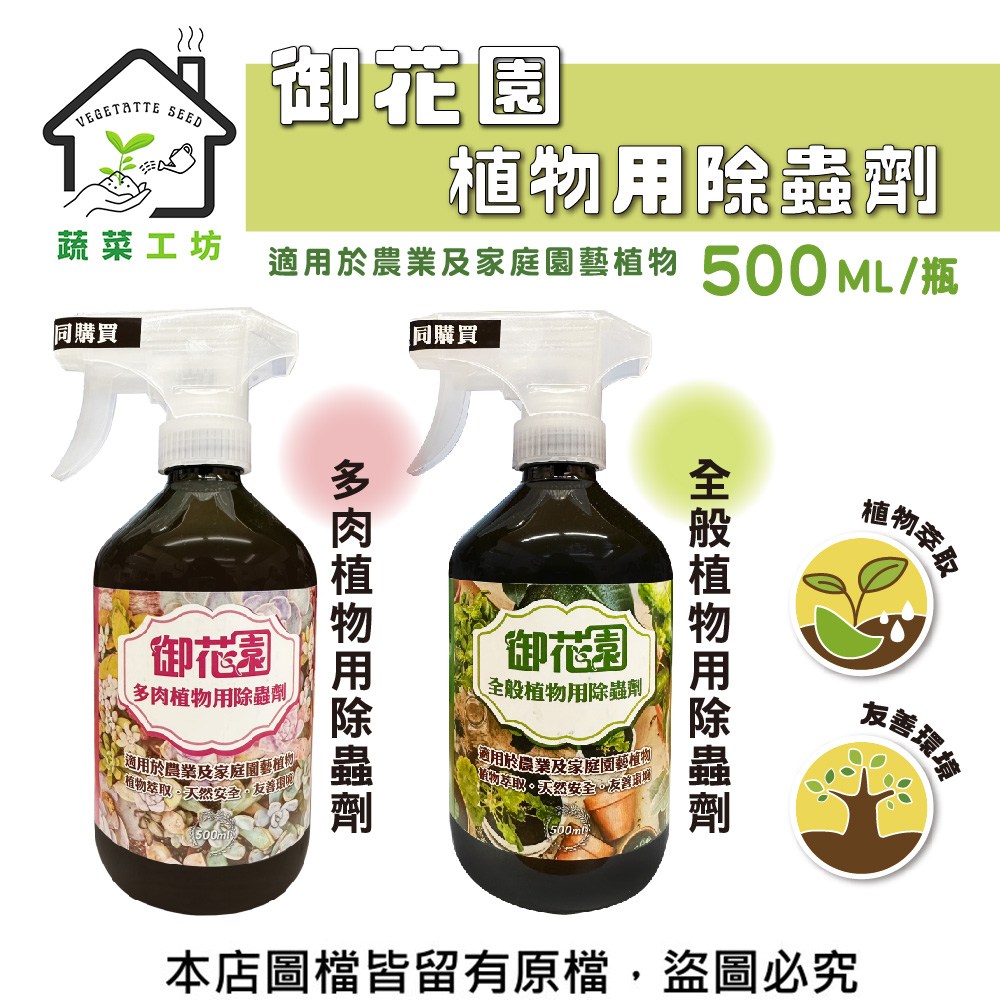 VEGETATTE SEED
蔬菜工坊
御花園
植物用除蟲劑
適用於農業及家庭園藝植物
500ML/瓶
同購買
御花園
多肉植物用除蟲劑
適用於農業及家庭園藝植物
植物萃取·天然安全·友善環境
500ml
多肉植物用除蟲劑
同購買
御花園
全般植物用除蟲劑
適用於農業及家庭園藝植物
植物萃取·天然安全·友善環境
500ml
全般植物用除蟲劑
植物萃取
友善環境
本店圖檔皆留有原檔，盜圖必究